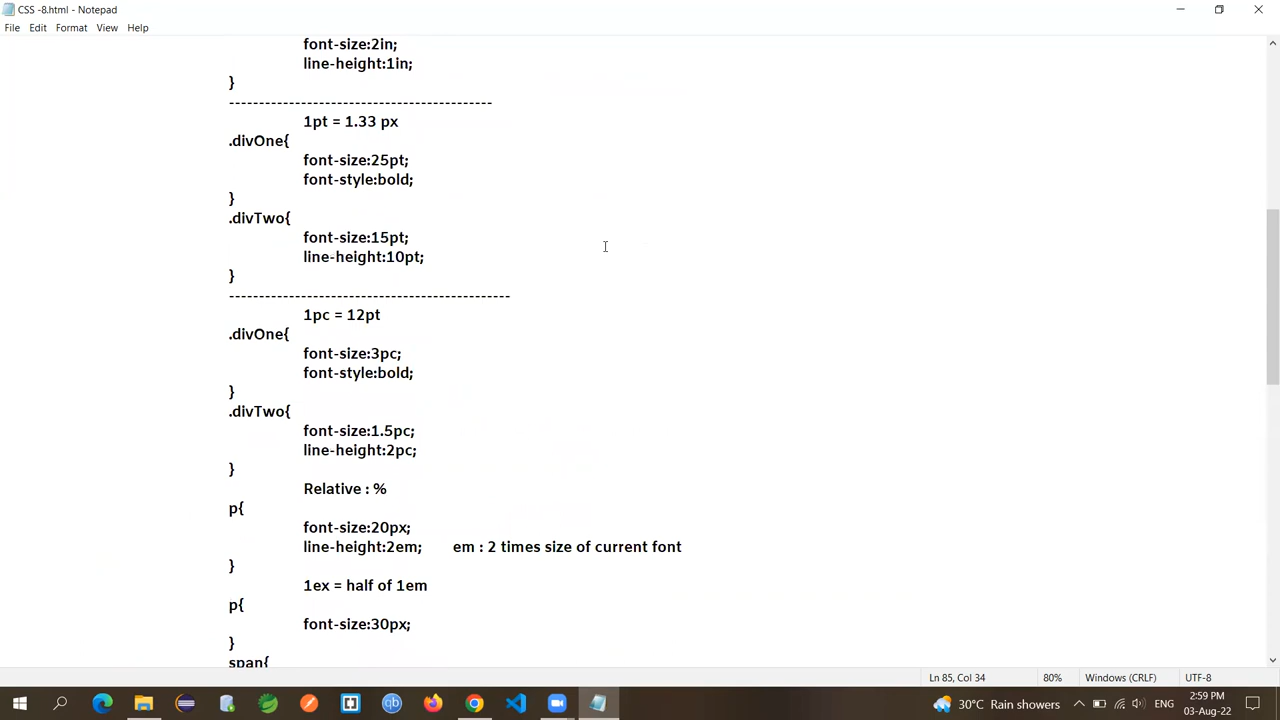 CSS -8.html - Notepad
File Edit Format View Help
font-size:2in;
line-height:1in;
}
--------------------------------------------
1pt = 1.33 px
.divOne{
font-size:25pt;
font-style:bold;
}
.divTwo{
font-size:15pt;
line-height:10pt;
}
-----------------------------------------------
1pc = 12pt
.divOne{
font-size:3pc;
font-style:bold;
}
.divTwo{
font-size:1.5pc;
line-height:2pc;
}
Relative : %
p{
font-size:20px;
line-height:2em; em : 2 times size of current font
}
1ex = half of 1em
p{
font-size:30px;
}
span{
Ln 85, Col 34 80% Windows (CRLF) UTF-8
qb 30°C Rain showers ENG 2:59 PM
03-Aug-22